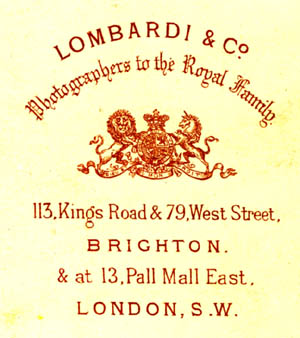 LOMBARDI & Co.
Photographers to the Royal Family.
113, Kings Road & 79, West Street,
BRIGHTON.
& at 13, Pall Mall East,
LONDON, S.W.